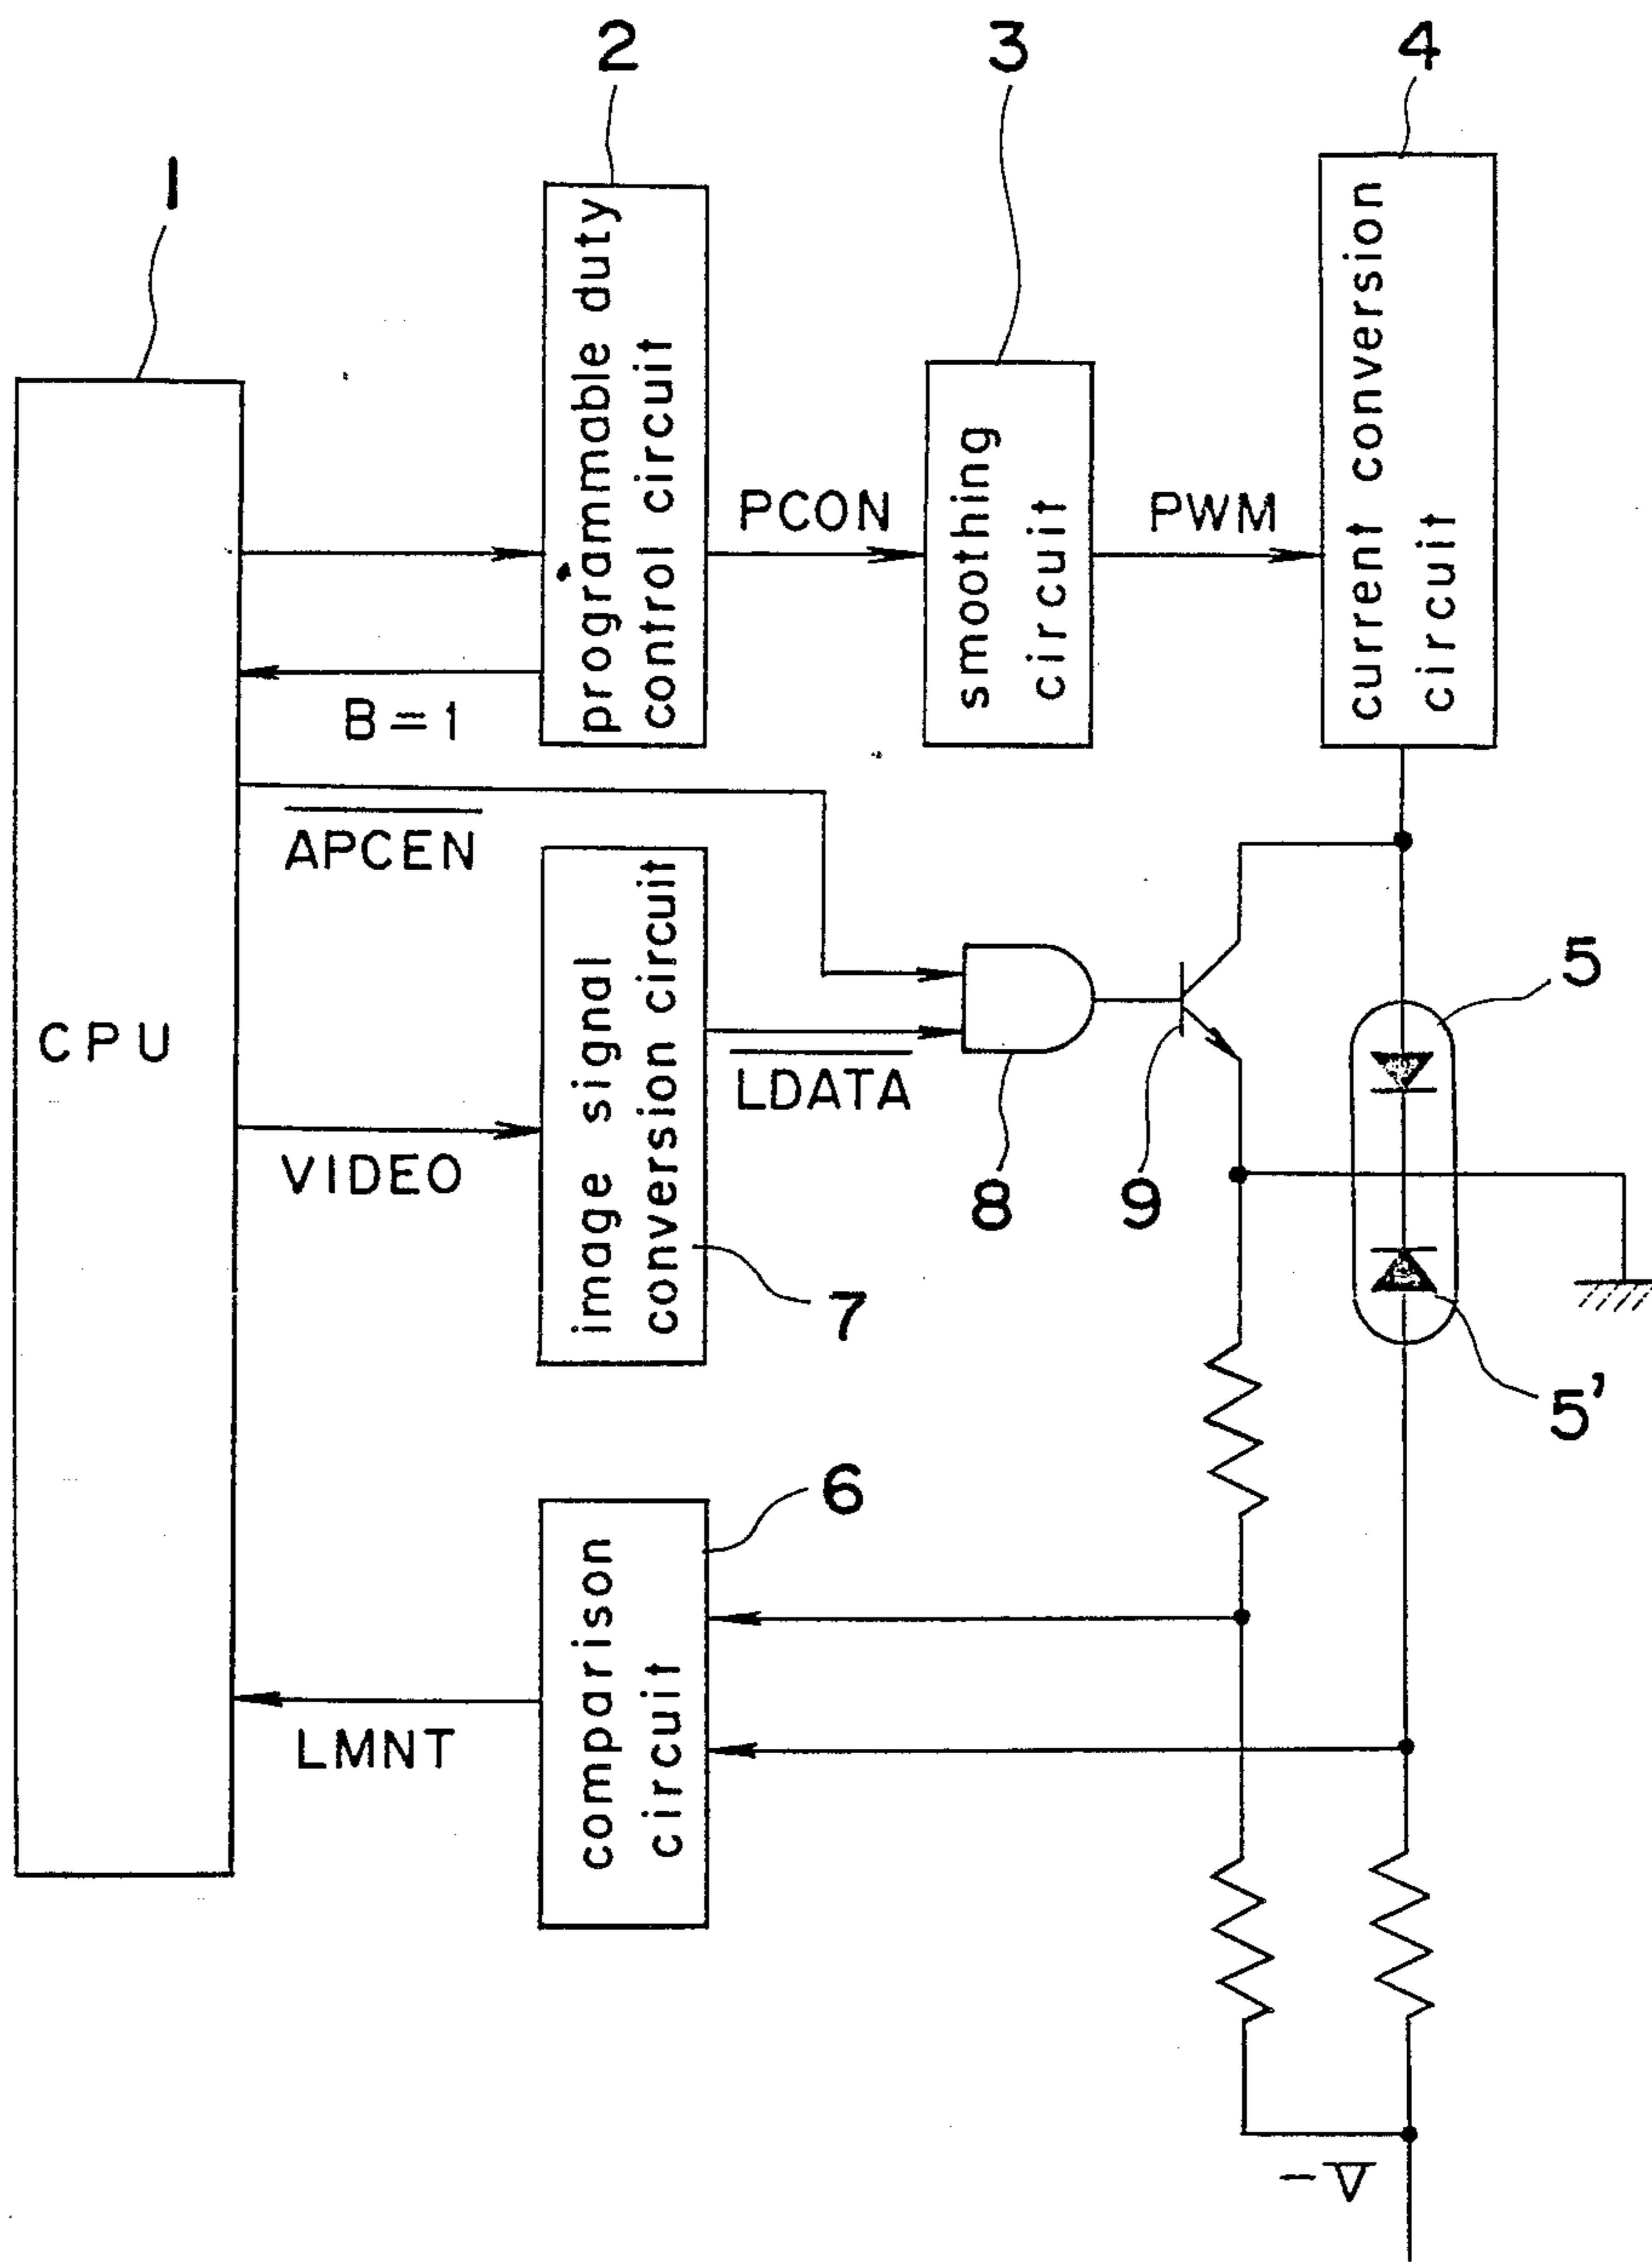 1
2
3
4
programmable duty
control circuit
smoothing
circuit
current conversion
circuit
PCON
PWM
B=1
APCEN
CPU
image signal
conversion circuit
LDATA
VIDEO
5
8
9
7
5'
6
comparison
circuit
LMNT
-V